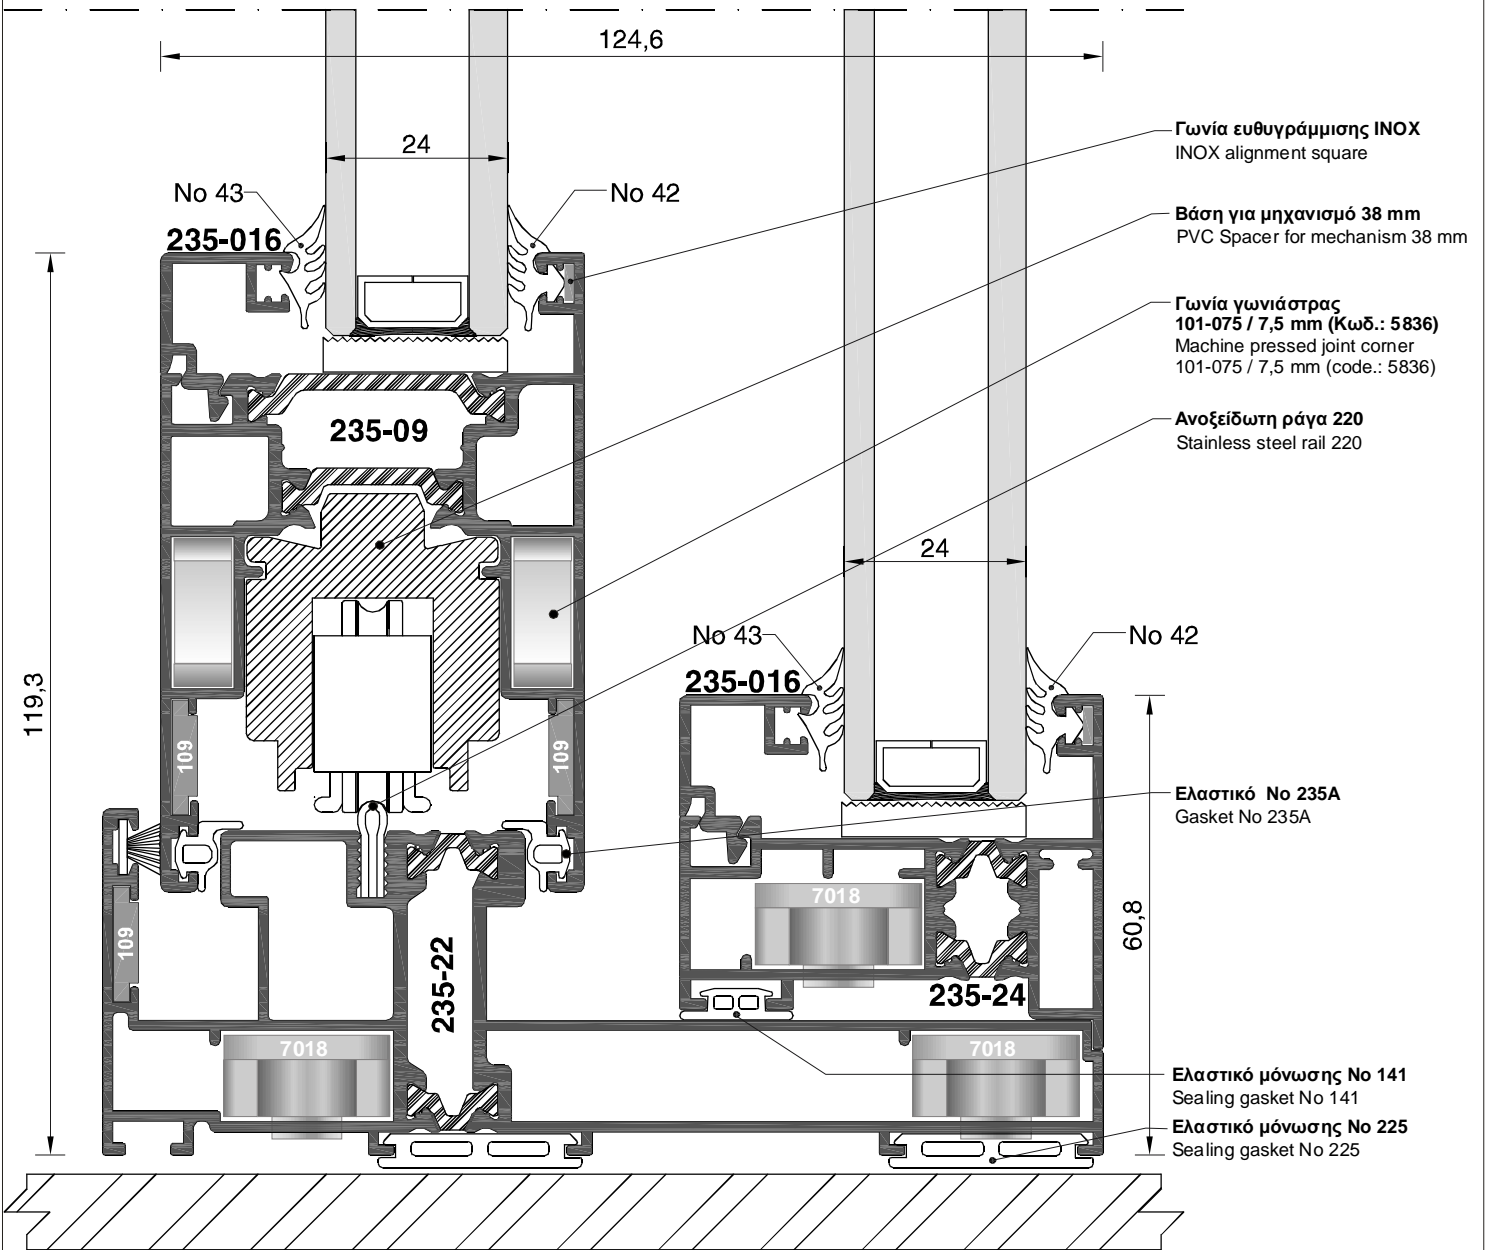 124,6
24
No 43
No 42
235-016
Γωνία ευθυγράμμισης INOX
INOX alignment square
Βάση για μηχανισμό 38 mm
PVC Spacer for mechanism 38 mm
Γωνία γωνιάστρας
101-075 / 7,5 mm (Κωδ.: 5836)
Machine pressed joint corner
101-075 / 7,5 mm (code.: 5836)
Ανοξείδωτη ράγα 220
Stainless steel rail 220
235-09
24
No 43
No 42
235-016
119,3
109
109
Ελαστικό No 235A
Gasket No 235A
7018
109
235-22
60,8
235-24
7018
7018
Ελαστικό μόνωσης No 141
Sealing gasket No 141
Ελαστικό μόνωσης No 225
Sealing gasket No 225